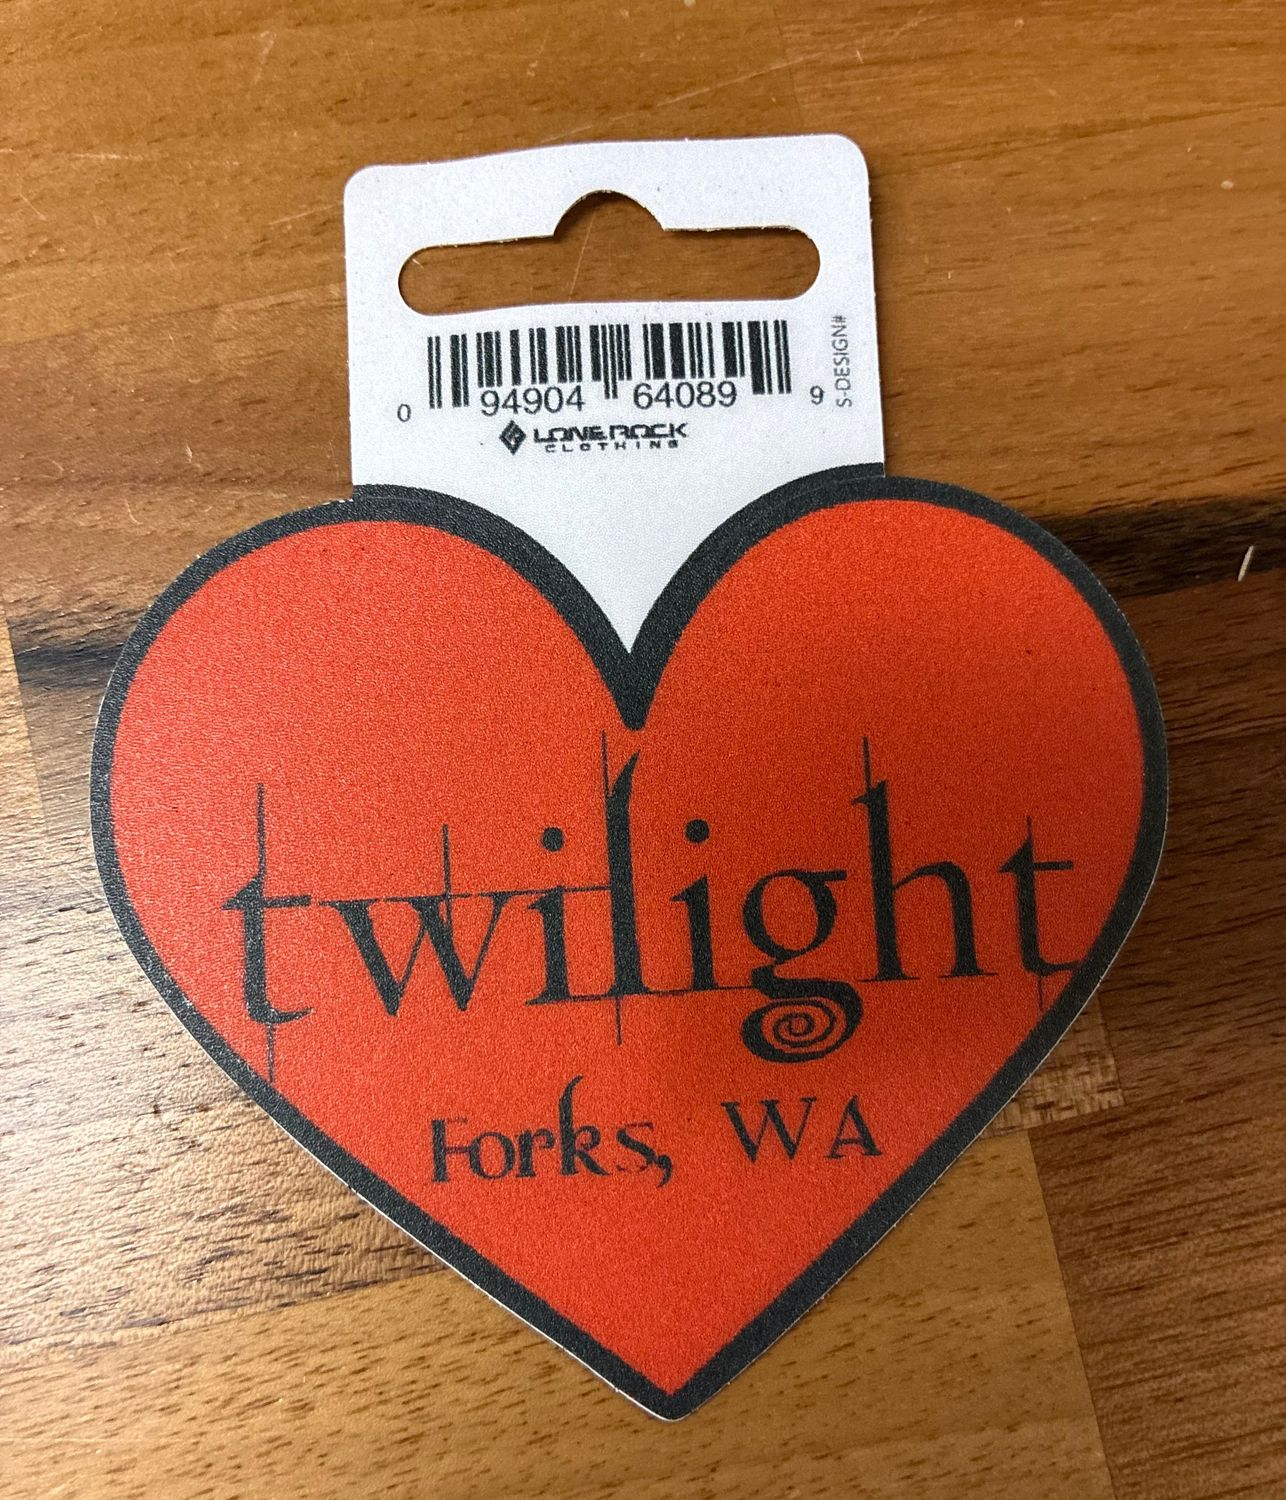 0 94904 64089 9
S-DESIGN#
LONE ROCK
CLOTHING
twilight
Forks, WA